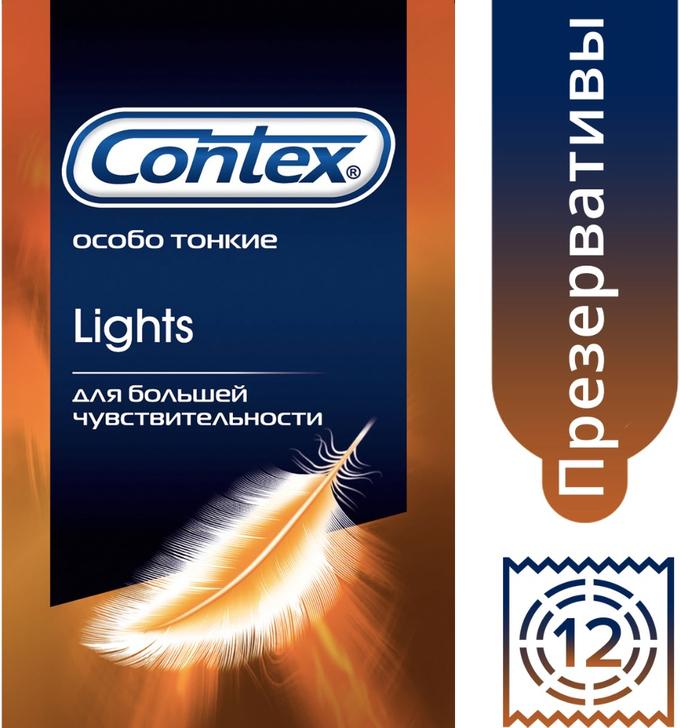 Contex®
особо тонкие
Lights
для большей
чувствительности
Презервативы
12